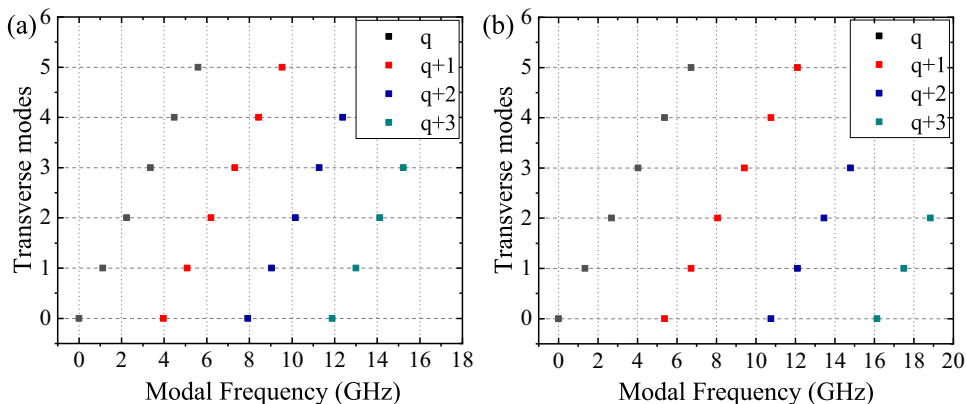 (a)
q
q+1
q+2
q+3
Transverse modes
6
5
4
3
2
1
0
0 2 4 6 8 10 12 14 16 18
Modal Frequency (GHz)
(b)
q
q+1
q+2
q+3
Transverse modes
6
5
4
3
2
1
0
0 2 4 6 8 10 12 14 16 18 20
Modal Frequency (GHz)